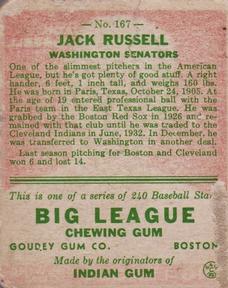 — No. 167 —
JACK RUSSELL
WASHINGTON SENATORS
One of the slimmest pitchers in the American
League, but he's got plenty of good stuff. A right
hander, 6 feet, 1 inch tall, and weighs 160 lbs.
He was born in Paris, Texas, October 24, 1905. At
the age of 19 entered professional ball with the
Paris team in the East Texas League. He was
grabbed by the Boston Red Sox in 1926 and re-
mained with that club until he was traded to the
Cleveland Indians in June, 1932. In December, he
was transferred to Washington in another deal.
Last season pitching for Boston and Cleveland
won 6 and lost 14.
This is one of a series of 240 Baseball Star
BIG LEAGUE
CHEWING GUM
GOUDEY GUM CO. BOSTON
Made by the originators of
INDIAN GUM